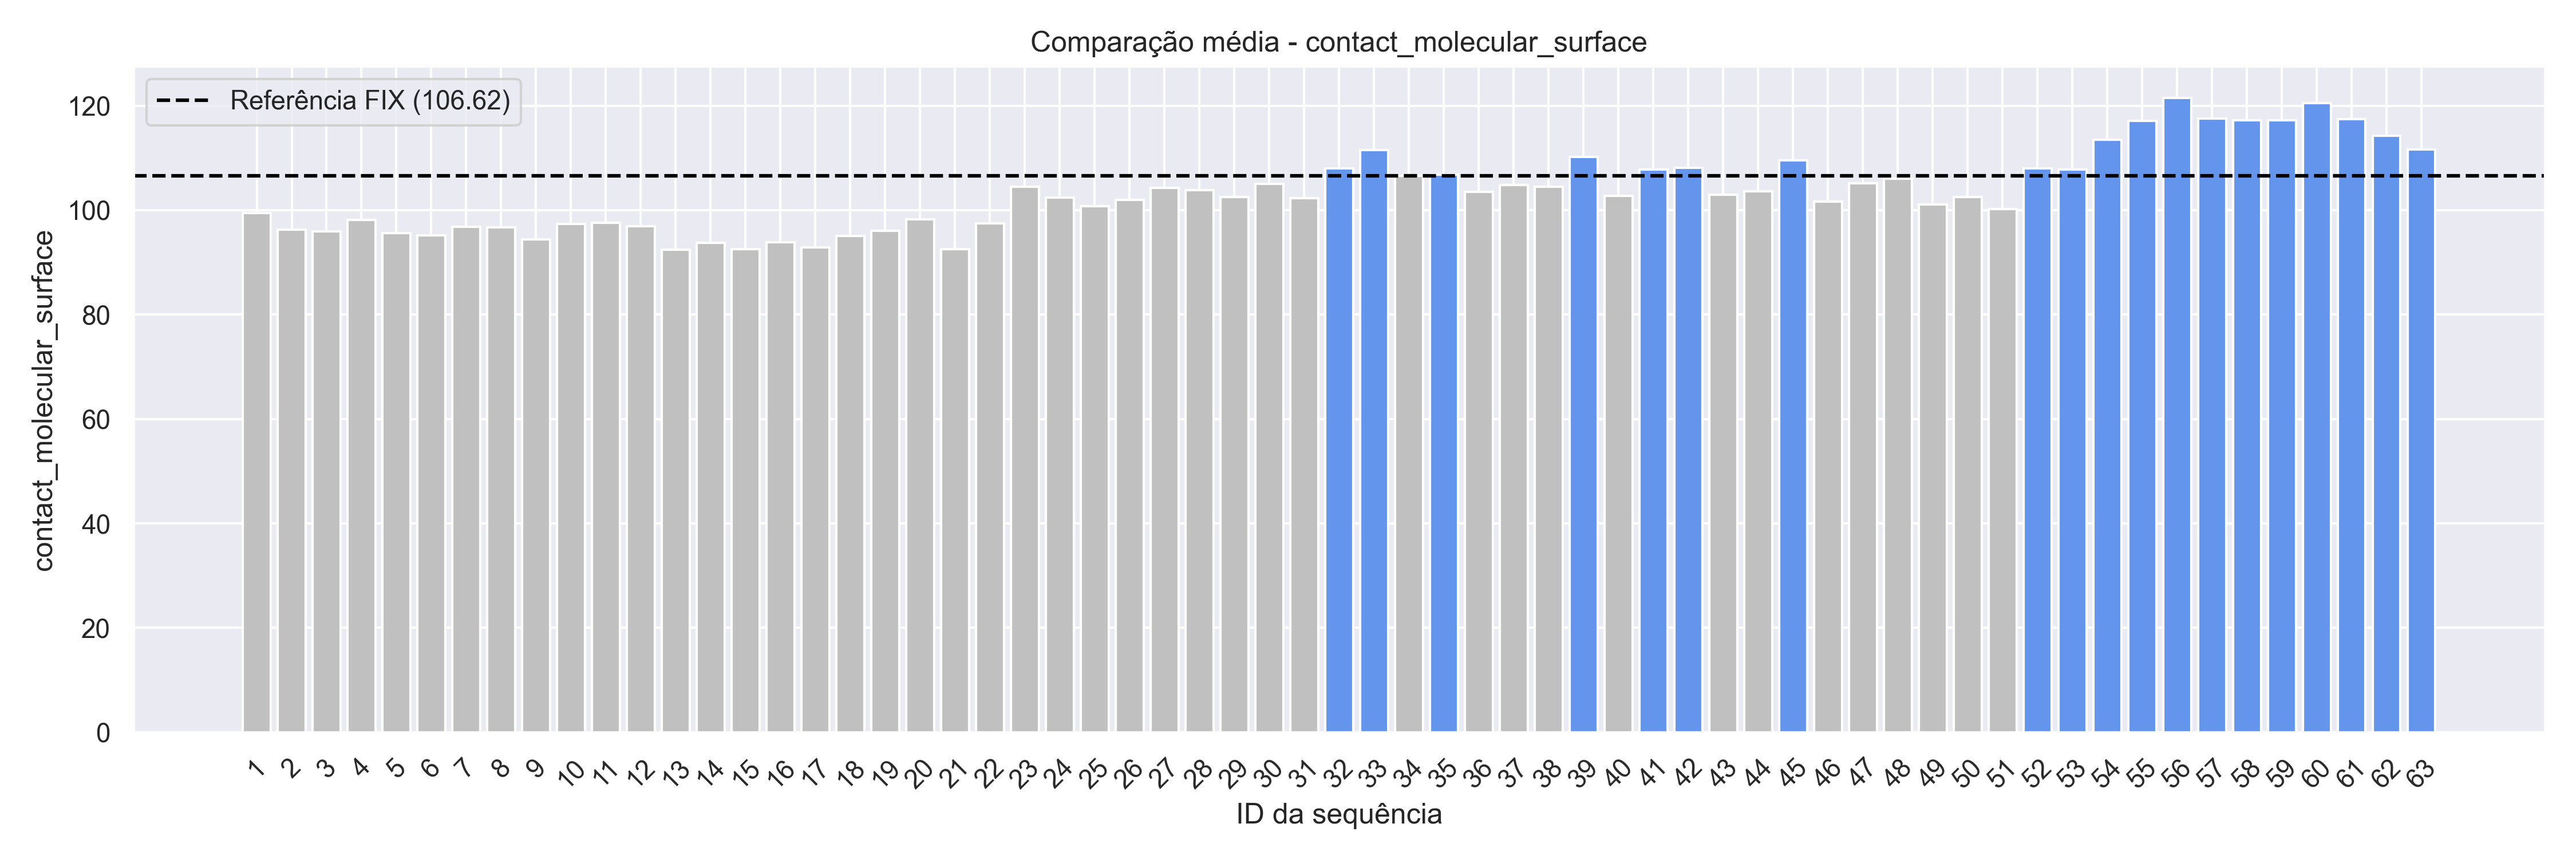 Comparação média - contact_molecular_surface
Referência FIX (106.62)
contact_molecular_surface
120
100
80
60
40
20
0
1 2 3 4 5 6 7 8 9 10 11 12 13 14 15 16 17 18 19 20 21 22 23 24 25 26 27 28 29 30 31 32 33 34 35 36 37 38 39 40 41 42 43 44 45 46 47 48 49 50 51 52 53 54 55 56 57 58 59 60 61 62 63
ID da sequência